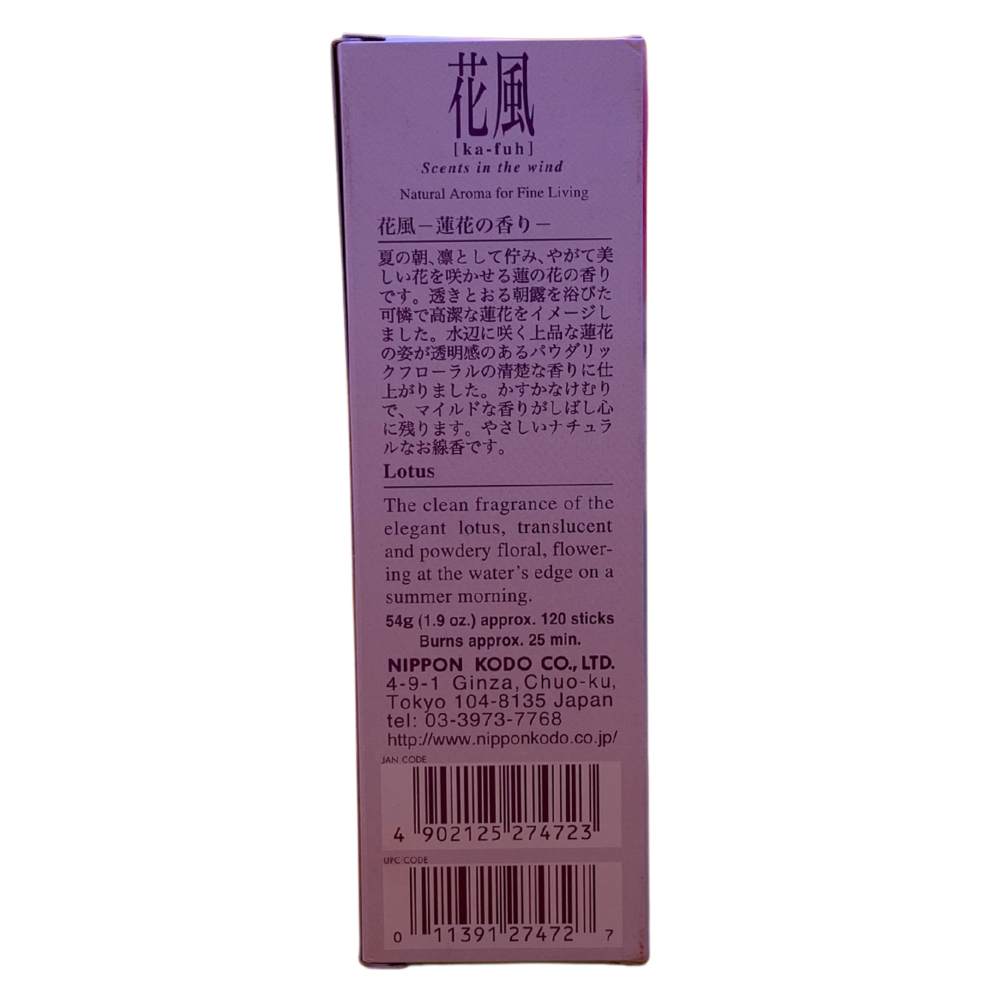 花風
[ka-fuh]
Scents in the wind
Natural Aroma for Fine Living
花風－蓮花の香り－
夏の朝、凛として佇み、やがて美
しい花を咲かせる蓮の花の香り
です。透きとおる朝露を浴びた
可憐で高潔な蓮花をイメージし
ました。水辺に咲く上品な蓮花
の姿が透明感のあるパウダリッ
クフローラルの清楚な香りに仕
上がりました。かすかなけむり
で、マイルドな香りがしばし心
に残ります。やさしいナチュラ
ルなお線香です。
Lotus
The clean fragrance of the
elegant lotus, translucent
and powdery floral, flower-
ing at the water's edge on a
summer morning.
54g (1.9 oz.) approx. 120 sticks
Burns approx. 25 min.
NIPPON KODO CO., LTD.
4-9-1 Ginza, Chuo-ku,
Tokyo 104-8135 Japan
tel: 03-3973-7768
http://www.nipponkodo.co.jp/
JAN CODE
4 902125 274723
UPC CODE
0 11391 27472 7